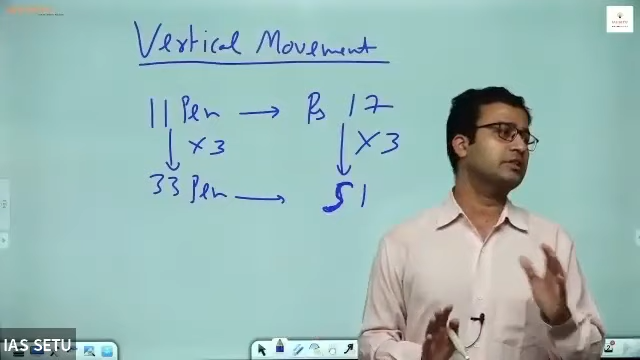 Vertical Movement
11 Pen → Rs 17
×3 ×3
33 Pen → 51
IAS SETU